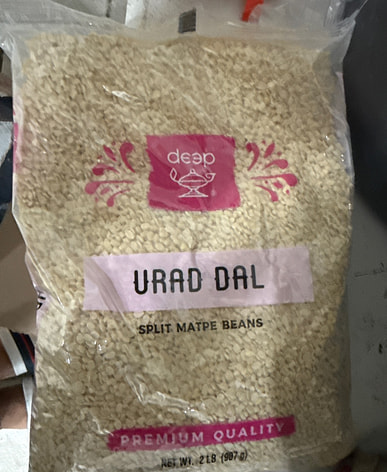 deep
URAD DAL
SPLIT MATPE BEANS
PREMIUM QUALITY
NET WT. 2 LB (907 g)